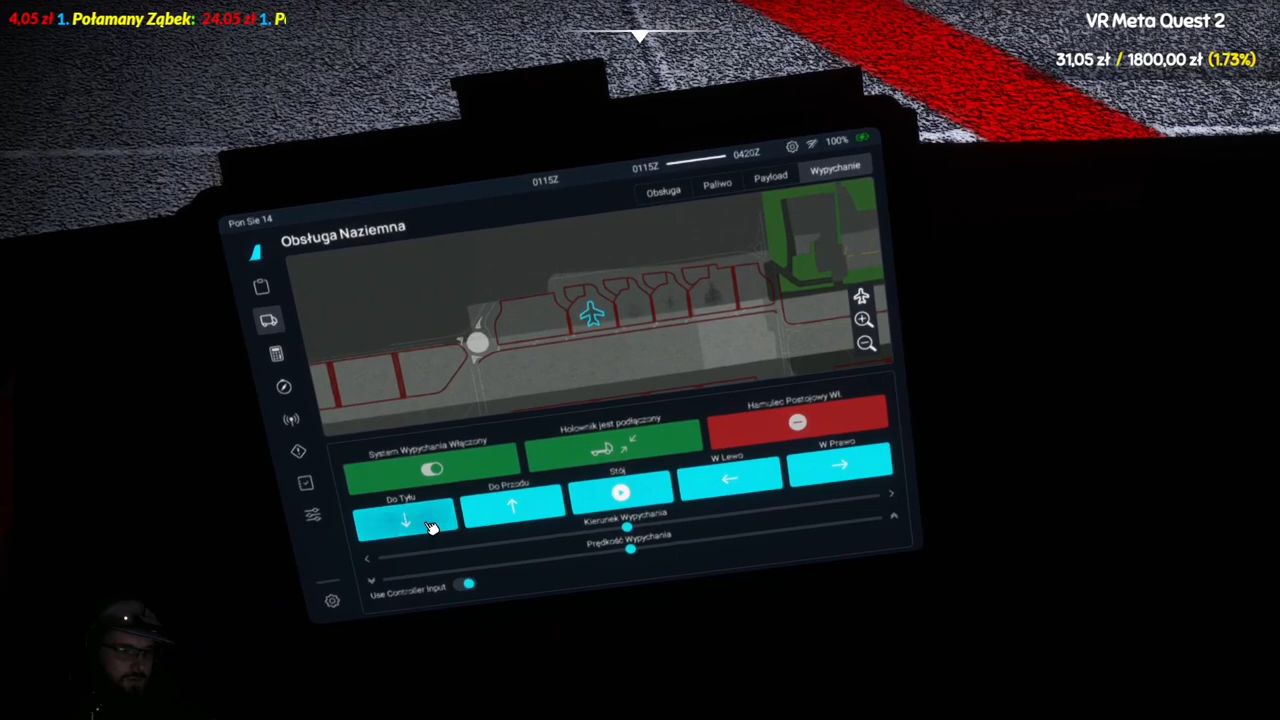 4,05 zł 1. Połamany Ząbek: 24.05 zł 1. P
VR Meta Quest 2
31,05 zł / 1800,00 zł (1.73%)
Pon Sie 14
0115Z
0115Z
0420Z
100%
Obsługa Naziemna
Obsługa
Paliwo
Payload
Wypychanie
System Wypychania Włączony
Holownik jest podłączony
Hamulec Postojowy Wł.
Do Tyłu
Do Przodu
Stój
W Lewo
W Prawo
Kierunek Wypychania
Prędkość Wypychania
Use Controller Input